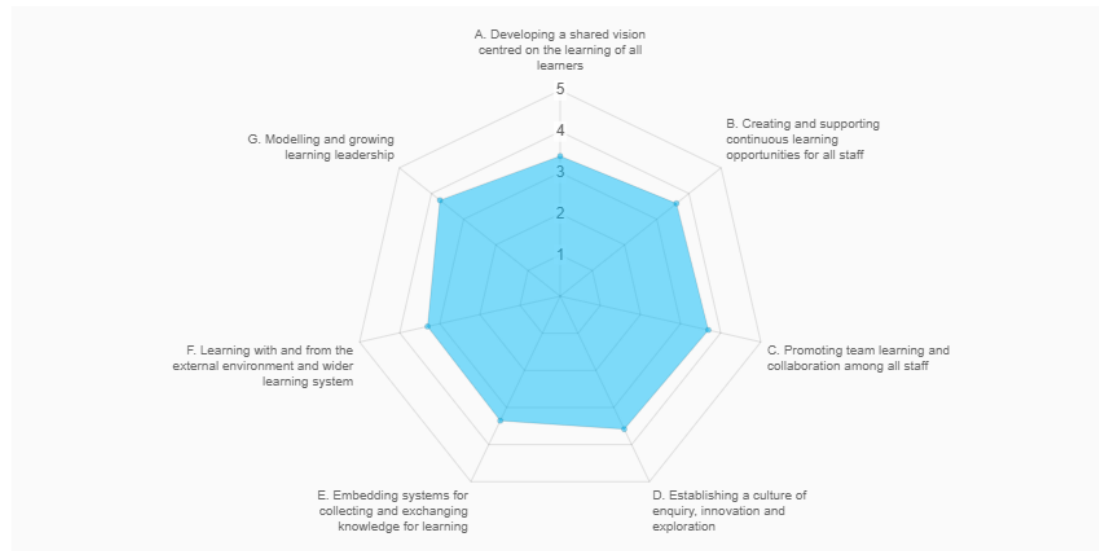 A. Developing a shared vision
centred on the learning of all
learners
5
4
3
2
1
B. Creating and supporting
continuous learning
opportunities for all staff
C. Promoting team learning and
collaboration among all staff
D. Establishing a culture of
enquiry, innovation and
exploration
E. Embedding systems for
collecting and exchanging
knowledge for learning
F. Learning with and from the
external environment and wider
learning system
G. Modelling and growing
learning leadership